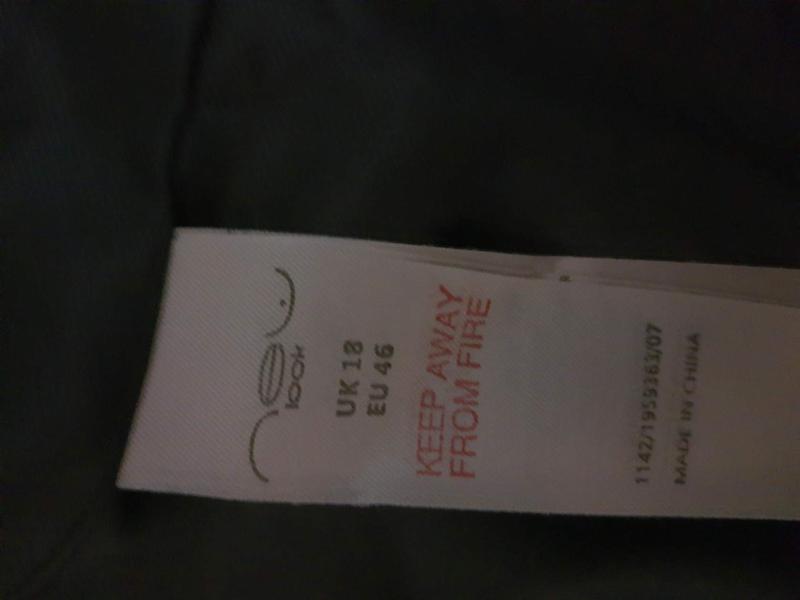 new
look
UK 18
EU 46
KEEP AWAY
FROM FIRE
1142/1959363/07
MADE IN CHINA